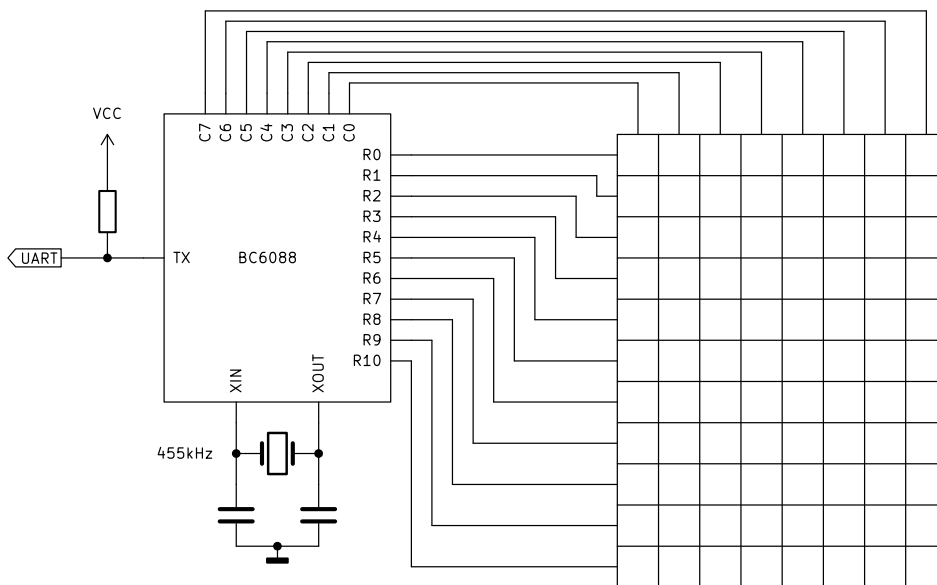 VCC
C7 C6 C5 C4 C3 C2 C1 C0
R0
R1
R2
R3
R4
UART TX BC6088 R5
R6
R7
R8
R9
R10
XIN XOUT
455kHz